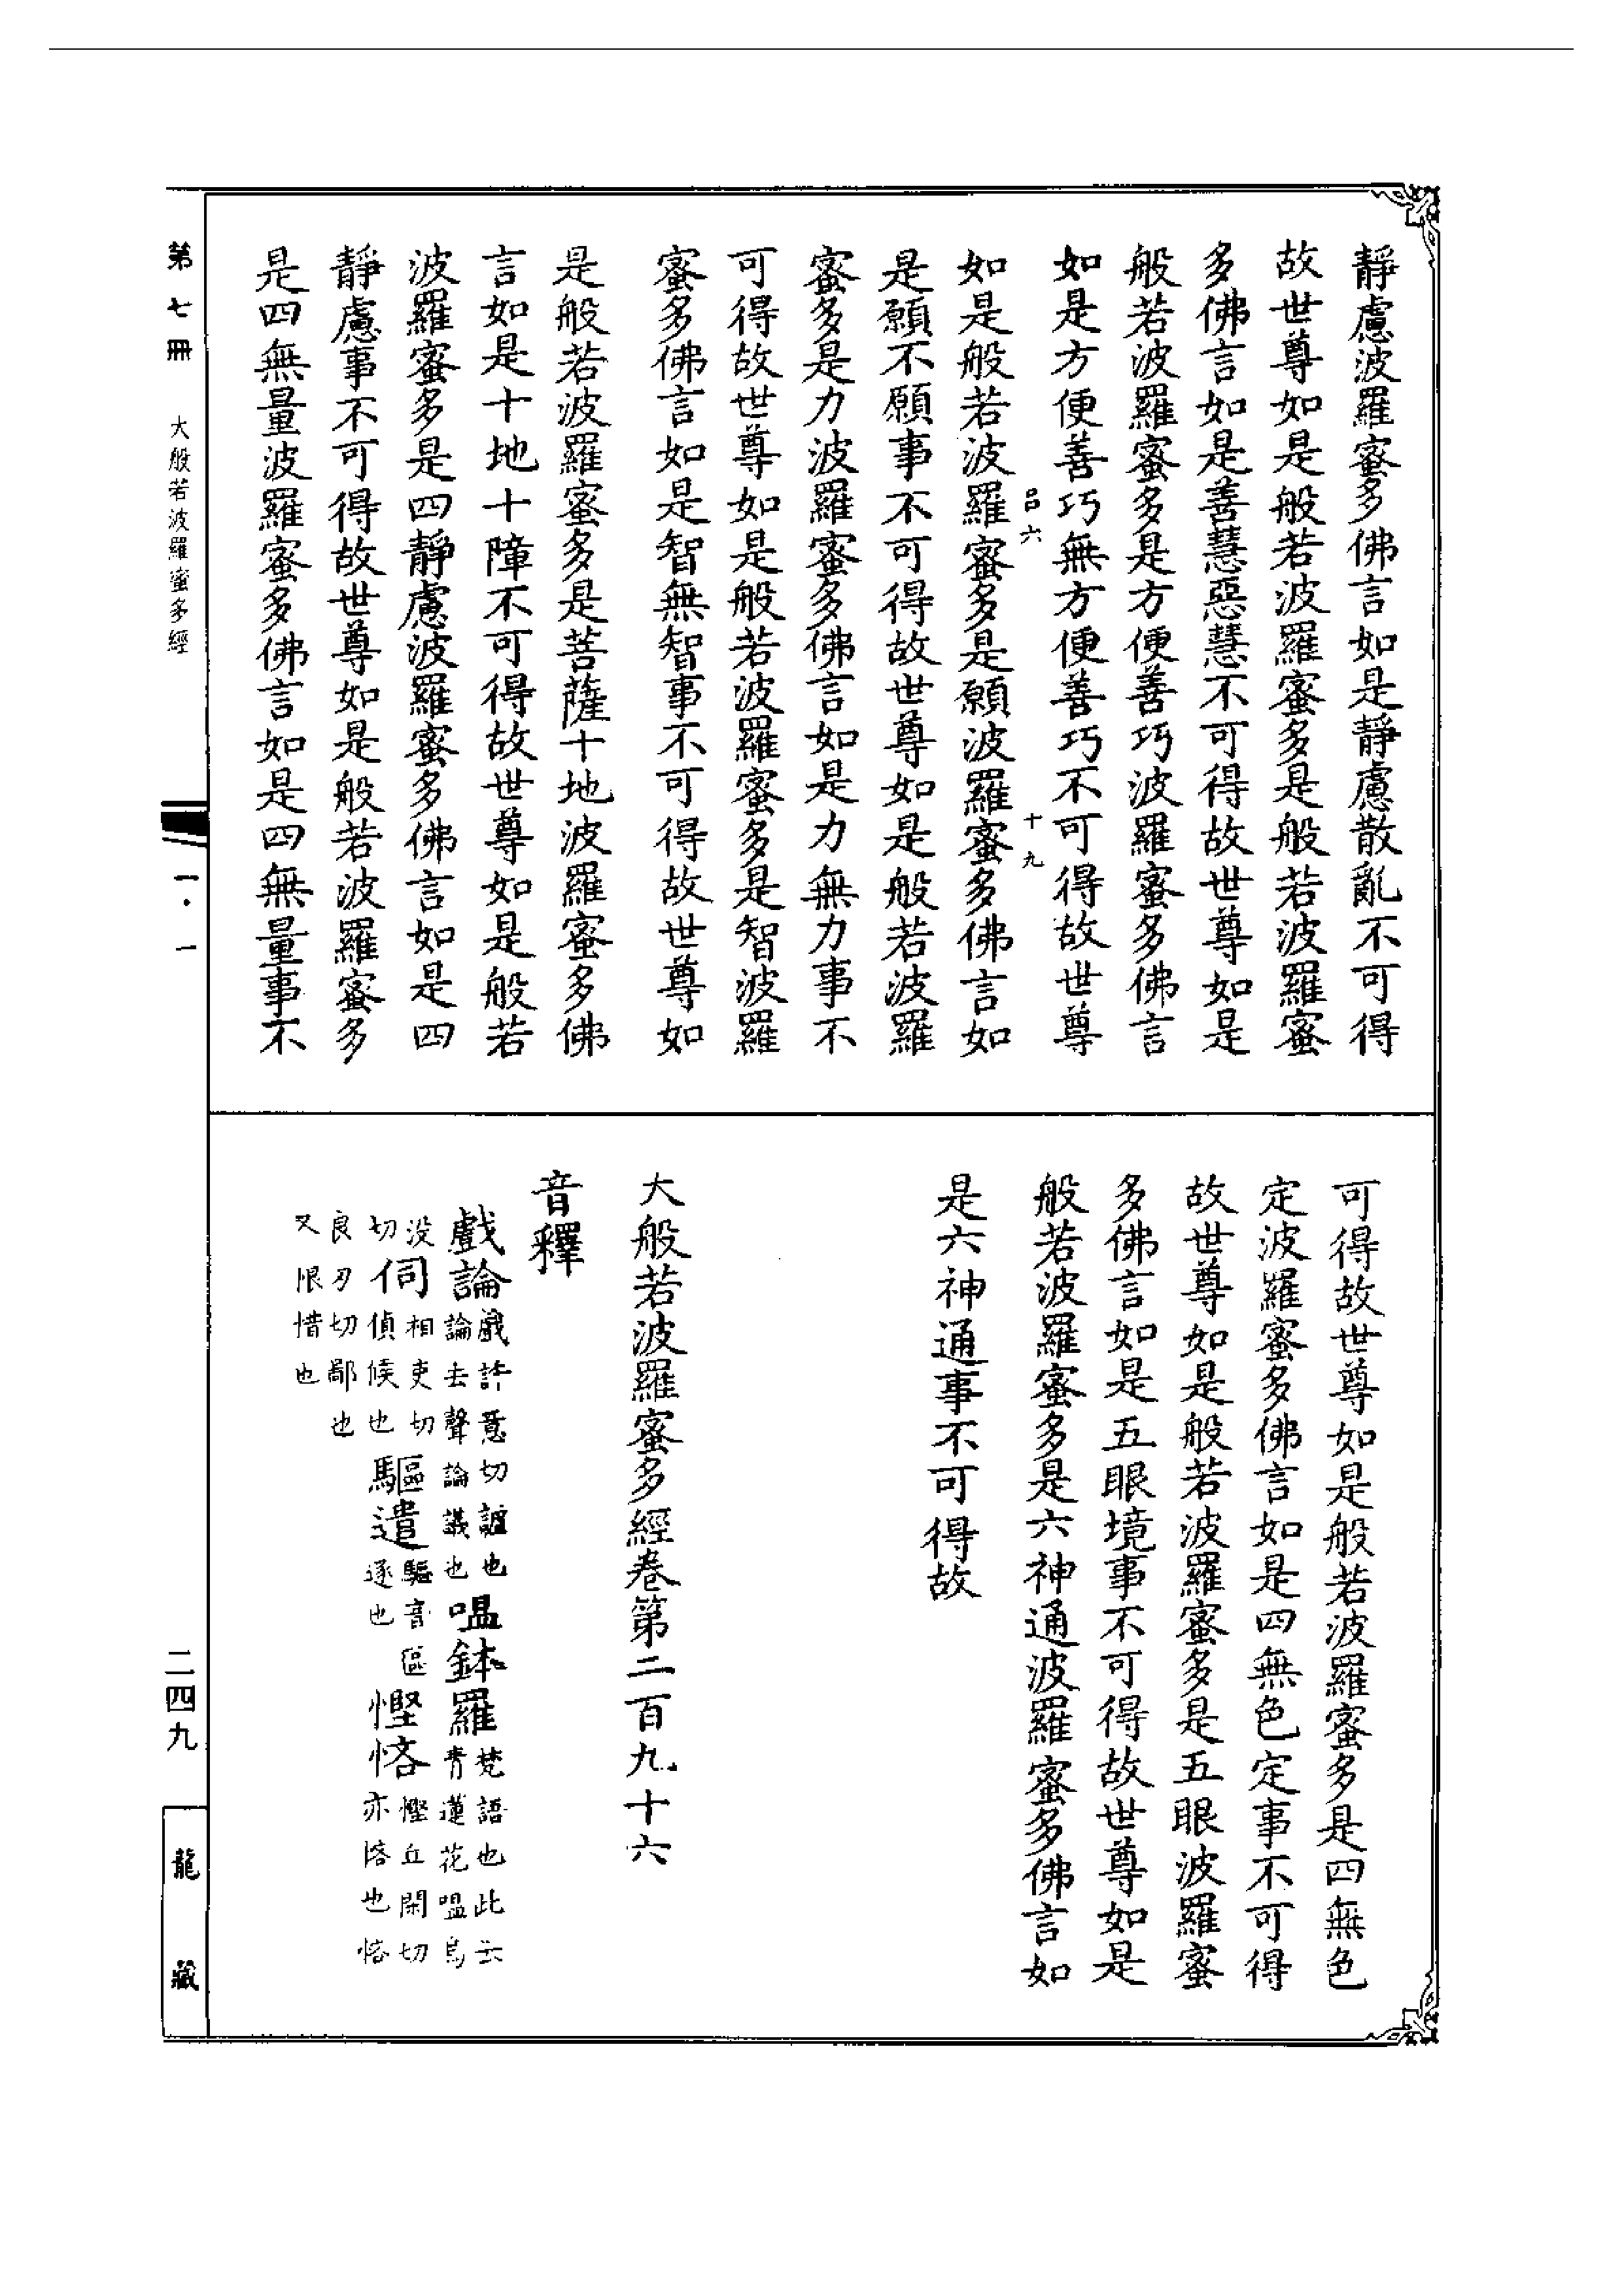 靜慮波羅蜜多佛言如是靜慮散亂不可得
故世尊如是般若波羅蜜多是般若波羅蜜
多佛言如是善慧惡慧不可得故世尊如是
般若波羅蜜多是方便善巧波羅蜜多佛言
如是方便善巧無方便善巧不可得故世尊
呂六 十九
如是般若波羅蜜多是願波羅蜜多佛言如
是願不願事不可得故世尊如是般若波羅
蜜多是力波羅蜜多佛言如是力無力事不
可得故世尊如是般若波羅蜜多是智波羅
蜜多佛言如是智無智事不可得故世尊如
是般若波羅蜜多是菩薩十地波羅蜜多佛
言如是十地十障不可得故世尊如是般若
波羅蜜多是四靜慮波羅蜜多佛言如是四
靜慮事不可得故世尊如是般若波羅蜜多
是四無量波羅蜜多佛言如是四無量事不
可得故世尊如是般若波羅蜜多是四無色
定波羅蜜多佛言如是四無色定事不可得
故世尊如是般若波羅蜜多是五眼波羅蜜
多佛言如是五眼境事不可得故世尊如是
般若波羅蜜多是六神通波羅蜜多佛言如
是六神通事不可得故
大般若波羅蜜多經卷第二百九十六
音釋
戲論戲許意切謔也論去聲論議也嗢鉢羅梵語也此云青蓮花嗢烏
没切伺相吏切偵候也驅遣驅音區逐也慳悋慳丘閑切亦悋也悋
良刃切鄙也又恨惜也
第七冊 大般若波羅蜜多經 一·一 二四九 龍藏